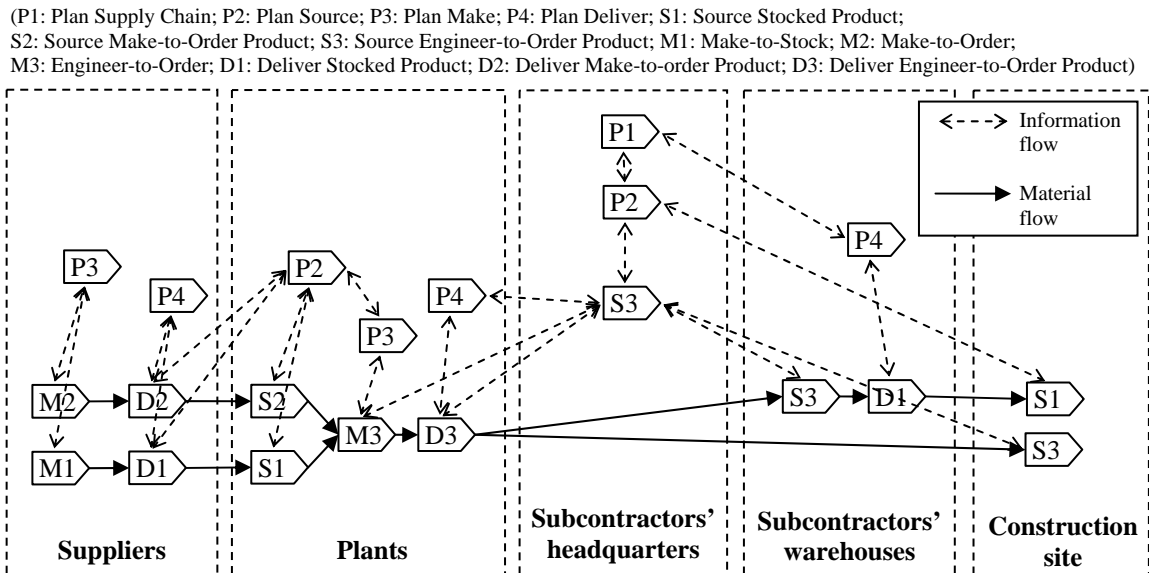 (P1: Plan Supply Chain; P2: Plan Source; P3: Plan Make; P4: Plan Deliver; S1: Source Stocked Product;
S2: Source Make-to-Order Product; S3: Source Engineer-to-Order Product; M1: Make-to-Stock; M2: Make-to-Order;
M3: Engineer-to-Order; D1: Deliver Stocked Product; D2: Deliver Make-to-order Product; D3: Deliver Engineer-to-Order Product)
Information
flow
Material
flow
P1
P2
P4
P3
P2
P4
P4
S3
P3
M2
D2
S2
S3
D1
S1
M3
D3
M1
D1
S1
S3
Suppliers
Plants
Subcontractors’
headquarters
Subcontractors’
warehouses
Construction
site